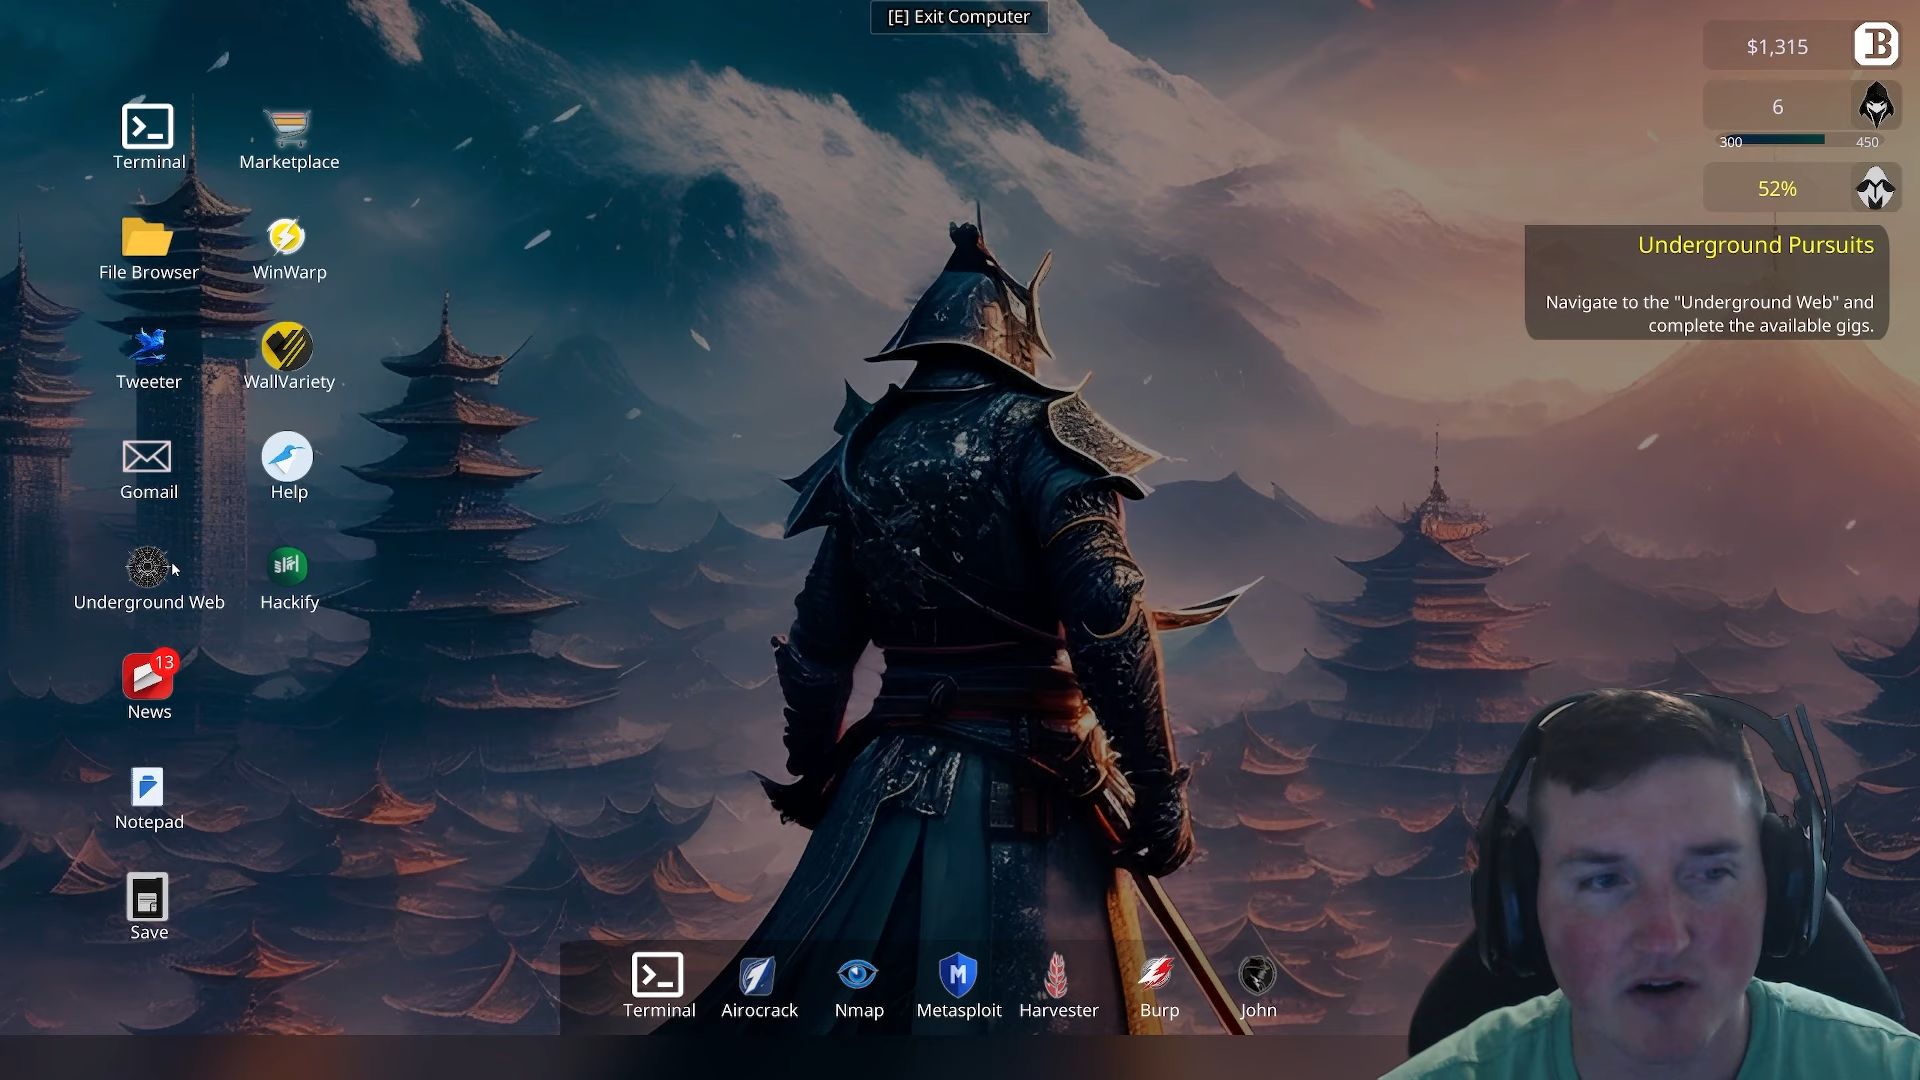 [E] Exit Computer
$1,315
B
6
300
450
52%
Underground Pursuits
Navigate to the "Underground Web" and
complete the available gigs.
Terminal
Marketplace
File Browser
WinWarp
Tweeter
WallVariety
Gomail
Help
Underground Web
Hackify
13
News
Notepad
Save
M
Terminal
Airocrack
Nmap
Metasploit
Harvester
Burp
John